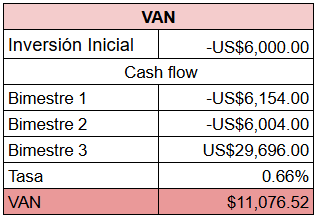 VAN
Inversión Inicial -US$6,000.00
Cash flow
Bimestre 1 -US$6,154.00
Bimestre 2 -US$6,004.00
Bimestre 3 US$29,696.00
Tasa 0.66%
VAN $11,076.52